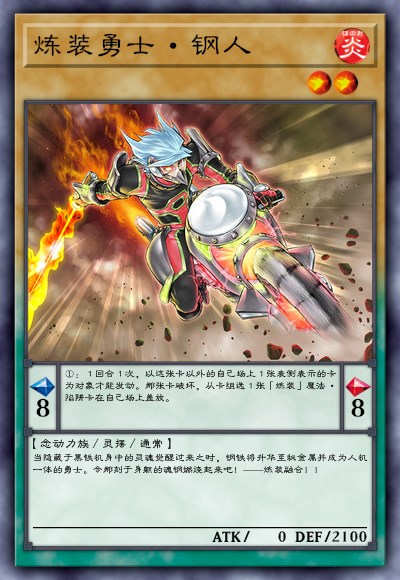 炼装勇士·钢人
ほのお
炎
①：1回合1次，以这张卡以外的自己场上1张表侧表示的卡
为对象才能发动。那张卡破坏，从卡组选1张「炼装」魔法·
陷阱卡在自己场上盖放。
8
8
【念动力族／灵摆／通常】
当隐藏于黑铁机身中的灵魂觉醒过来之时，钢铁将升华至软金属并成为人机
一体的勇士。令那刻于身躯的魂钢燃烧起来吧！——炼装融合！！
ATK/ 0 DEF/2100